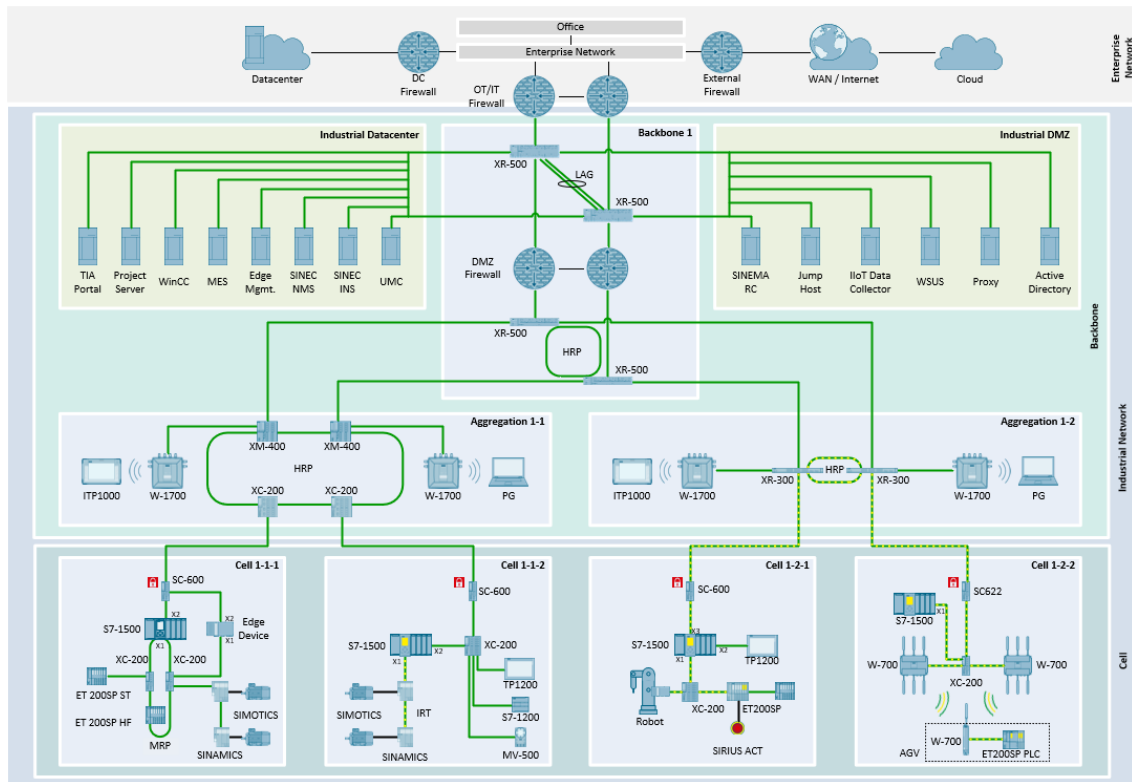 Office
Enterprise Network
Datacenter
DC
Firewall
External
Firewall
WAN / Internet
Cloud
Enterprise
Network
OT/IT
Firewall
Industrial Datacenter
Backbone 1
Industrial DMZ
XR-500
LAG
XR-500
TIA
Portal
Project
Server
WinCC
MES
Edge
Mgmt.
SINEC
NMS
SINEC
INS
UMC
DMZ
Firewall
SINEMA
RC
Jump
Host
IIoT Data
Collector
WSUS
Proxy
Active
Directory
XR-500
HRP
XR-500
Backbone
Aggregation 1-1
XM-400
XM-400
HRP
ITP1000
W-1700
W-1700
PG
XC-200
XC-200
Aggregation 1-2
ITP1000
W-1700
XR-300
HRP
XR-300
W-1700
PG
Industrial Network
Cell 1-1-1
SC-600
X2
S7-1500
X1
X2
X1
Edge
Device
XC-200
XC-200
ET 200SP ST
ET 200SP HF
MRP
SIMOTICS
SINAMICS
Cell 1-1-2
SC-600
S7-1500
X1
X2
XC-200
TP1200
SIMOTICS
IRT
S7-1200
SINAMICS
MV-500
Cell 1-2-1
SC-600
X3
S7-1500
X1
X2
TP1200
Robot
XC-200
ET200SP
SIRIUS ACT
Cell 1-2-2
SC622
X1
S7-1500
W-700
W-700
XC-200
AGV
W-700
ET200SP PLC
Cell